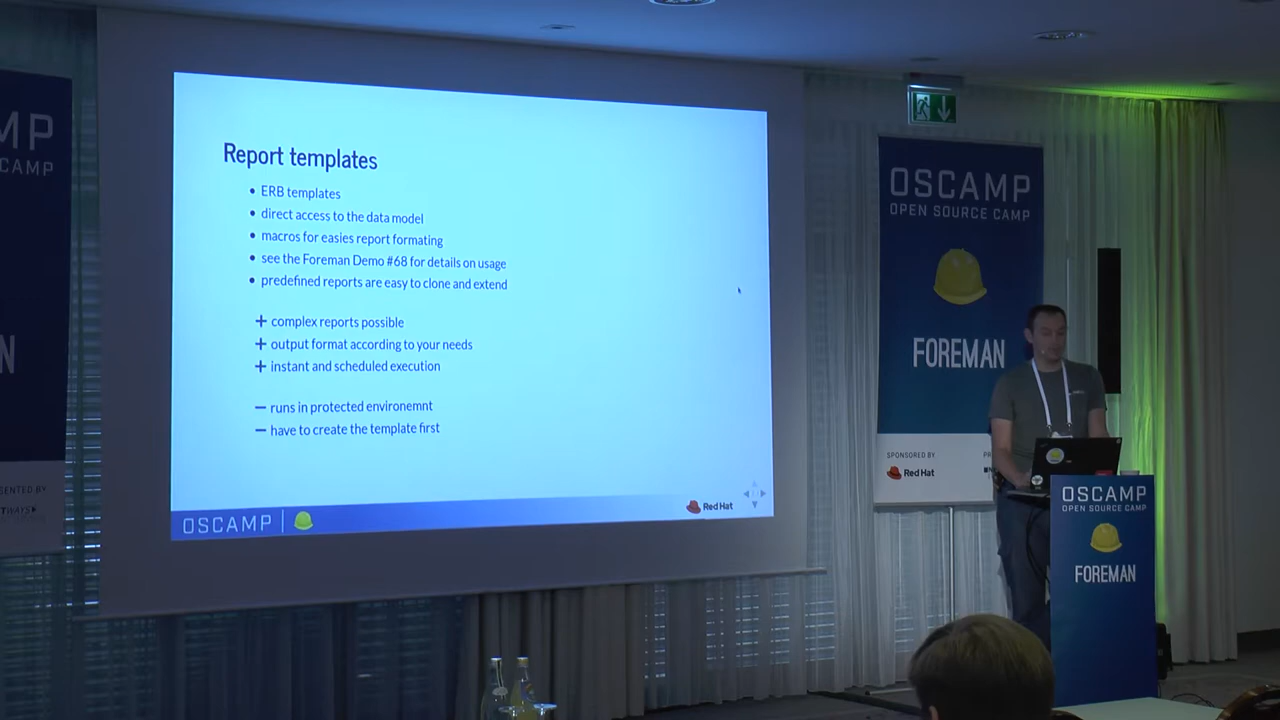 Report templates
ERB templates
direct access to the data model
macros for easies report formating
see the Foreman Demo #68 for details on usage
predefined reports are easy to clone and extend
+ complex reports possible
+ output format according to your needs
+ instant and scheduled execution
− runs in protected environemnt
− have to create the template first
OSCAMP
Red Hat
MP
CAMP
N
ENTED BY
TWAYS
OSCAMP
OPEN SOURCE CAMP
FOREMAN
SPONSORED BY
Red Hat
OSCAMP
OPEN SOURCE CAMP
FOREMAN